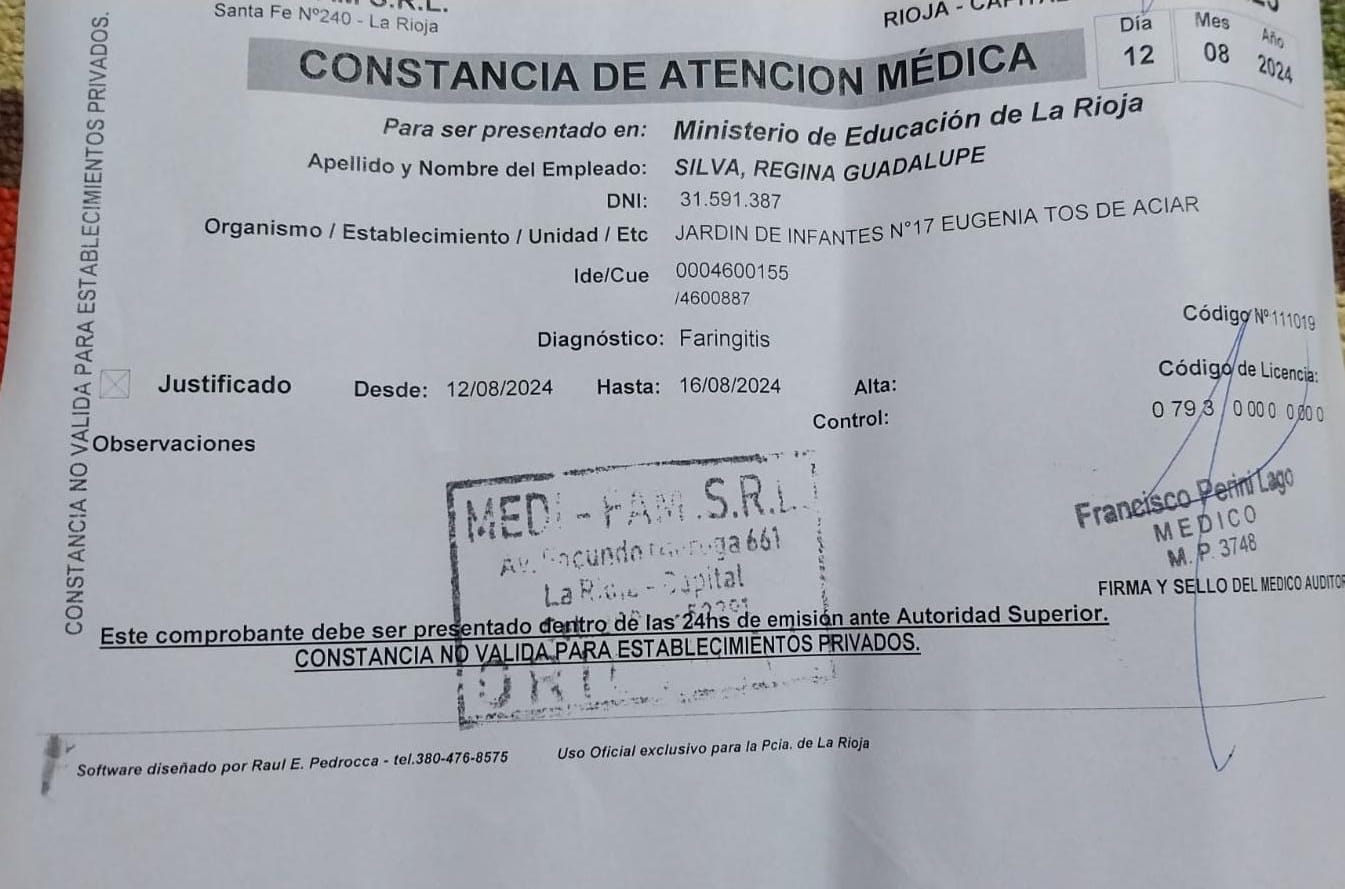 S.R.L.
Santa Fe Nº240 - La Rioja
RIOJA -
Día Mes Año
12 08 2024
CONSTANCIA DE ATENCION MÉDICA
Para ser presentado en: Ministerio de Educación de La Rioja
Apellido y Nombre del Empleado: SILVA, REGINA GUADALUPE
DNI: 31.591.387
Organismo / Establecimiento / Unidad / Etc JARDIN DE INFANTES N°17 EUGENIA TOS DE ACIAR
Ide/Cue 0004600155
/4600887
Código Nº 111019
Diagnóstico: Faringitis
Código de Licencia:
Justificado Desde: 12/08/2024 Hasta: 16/08/2024 Alta:
0 793 0000 0000
Control:
Observaciones
MEDI - FAM S.R.L.
Av. 661
La Rioja - Capital
Francisco Perini Lago
MEDICO
M. P. 3748
FIRMA Y SELLO DEL MEDICO AUDITOR
Este comprobante debe ser presentado dentro de las 24hs de emisión ante Autoridad Superior.
CONSTANCIA NO VALIDA PARA ESTABLECIMIENTOS PRIVADOS.
Software diseñado por Raul E. Pedrocca - tel.380-476-8575 Uso Oficial exclusivo para la Pcia. de La Rioja
CONSTANCIA NO VALIDA PARA ESTABLECIMIENTOS PRIVADOS.